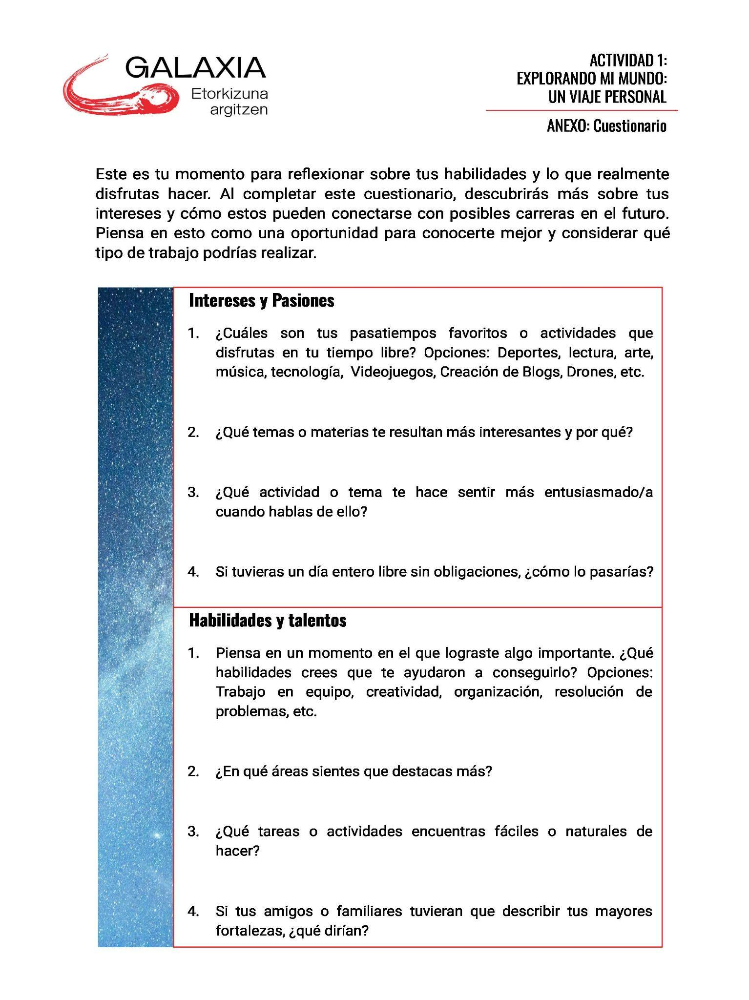 GALAXIA
Etorkizuna
argitzen
ACTIVIDAD 1:
EXPLORANDO MI MUNDO:
UN VIAJE PERSONAL
ANEXO: Cuestionario
Este es tu momento para reflexionar sobre tus habilidades y lo que realmente
disfrutas hacer. Al completar este cuestionario, descubrirás más sobre tus
intereses y cómo estos pueden conectarse con posibles carreras en el futuro.
Piensa en esto como una oportunidad para conocerte mejor y considerar qué
tipo de trabajo podrías realizar.
Intereses y Pasiones
1. ¿Cuáles son tus pasatiempos favoritos o actividades que
disfrutas en tu tiempo libre? Opciones: Deportes, lectura, arte,
música, tecnología, Videojuegos, Creación de Blogs, Drones, etc.
2. ¿Qué temas o materias te resultan más interesantes y por qué?
3. ¿Qué actividad o tema te hace sentir más entusiasmado/a
cuando hablas de ello?
4. Si tuvieras un día entero libre sin obligaciones, ¿cómo lo pasarías?
Habilidades y talentos
1. Piensa en un momento en el que lograste algo importante. ¿Qué
habilidades crees que te ayudaron a conseguirlo? Opciones:
Trabajo en equipo, creatividad, organización, resolución de
problemas, etc.
2. ¿En qué áreas sientes que destacas más?
3. ¿Qué tareas o actividades encuentras fáciles o naturales de
hacer?
4. Si tus amigos o familiares tuvieran que describir tus mayores
fortalezas, ¿qué dirían?